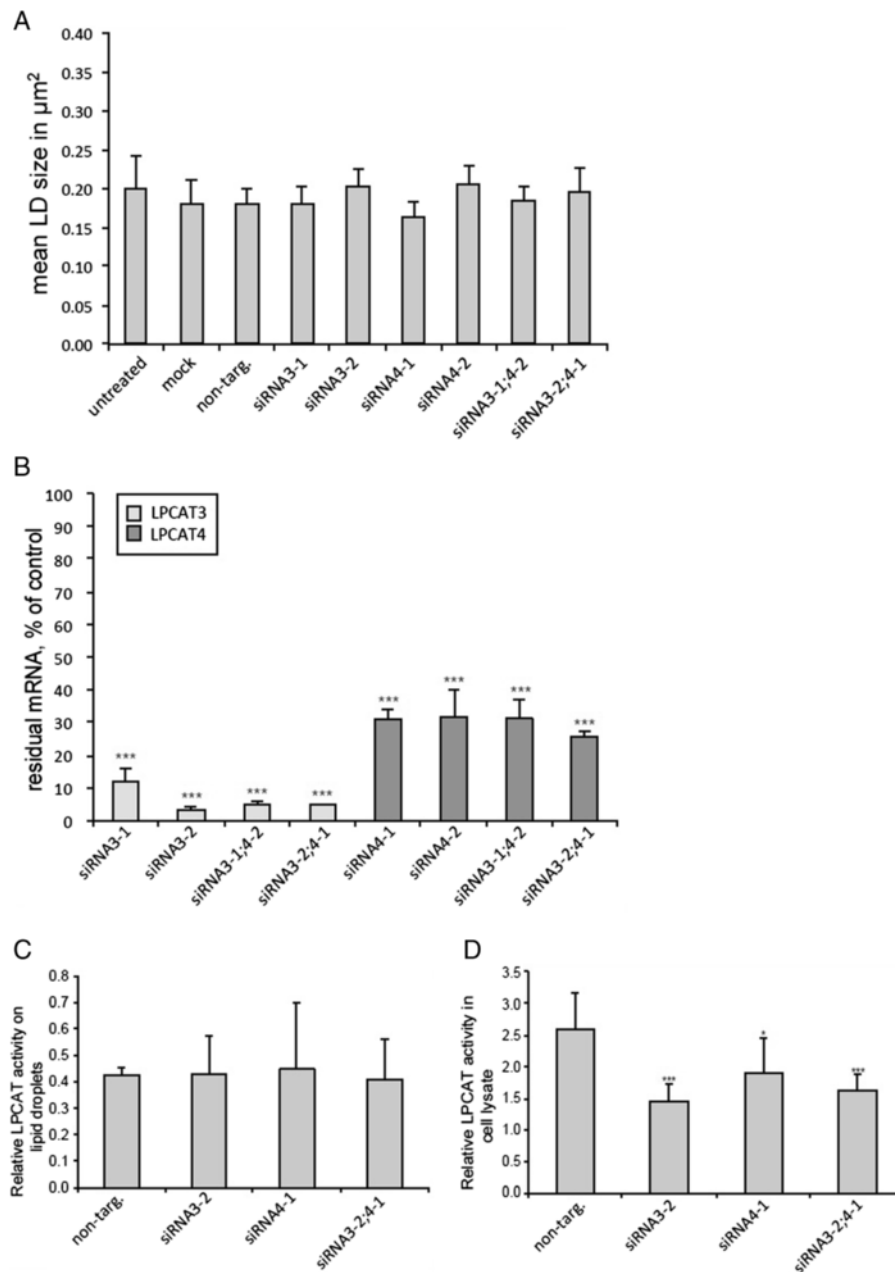 A
mean LD size in µm²
0.40
0.35
0.30
0.25
0.20
0.15
0.10
0.05
0.00
untreated
mock
non-targ.
siRNA3-1
siRNA3-2
siRNA4-1
siRNA4-2
siRNA3-1;4-2
siRNA3-2;4-1
B
residual mRNA, % of control
100
90
80
70
60
50
40
30
20
10
0
LPCAT3
LPCAT4
***
***
***
***
***
***
***
***
siRNA3-1
siRNA3-2
siRNA3-1;4-2
siRNA3-2;4-1
siRNA4-1
siRNA4-2
siRNA3-1;4-2
siRNA3-2;4-1
C
Relative LPCAT activity on
lipid droplets
0.8
0.7
0.6
0.5
0.4
0.3
0.2
0.1
0.0
non-targ.
siRNA3-2
siRNA4-1
siRNA3-2;4-1
D
Relative LPCAT activity in
cell lysate
3.5
3.0
2.5
2.0
1.5
1.0
0.5
0.0
***
*
***
non-targ.
siRNA3-2
siRNA4-1
siRNA3-2;4-1